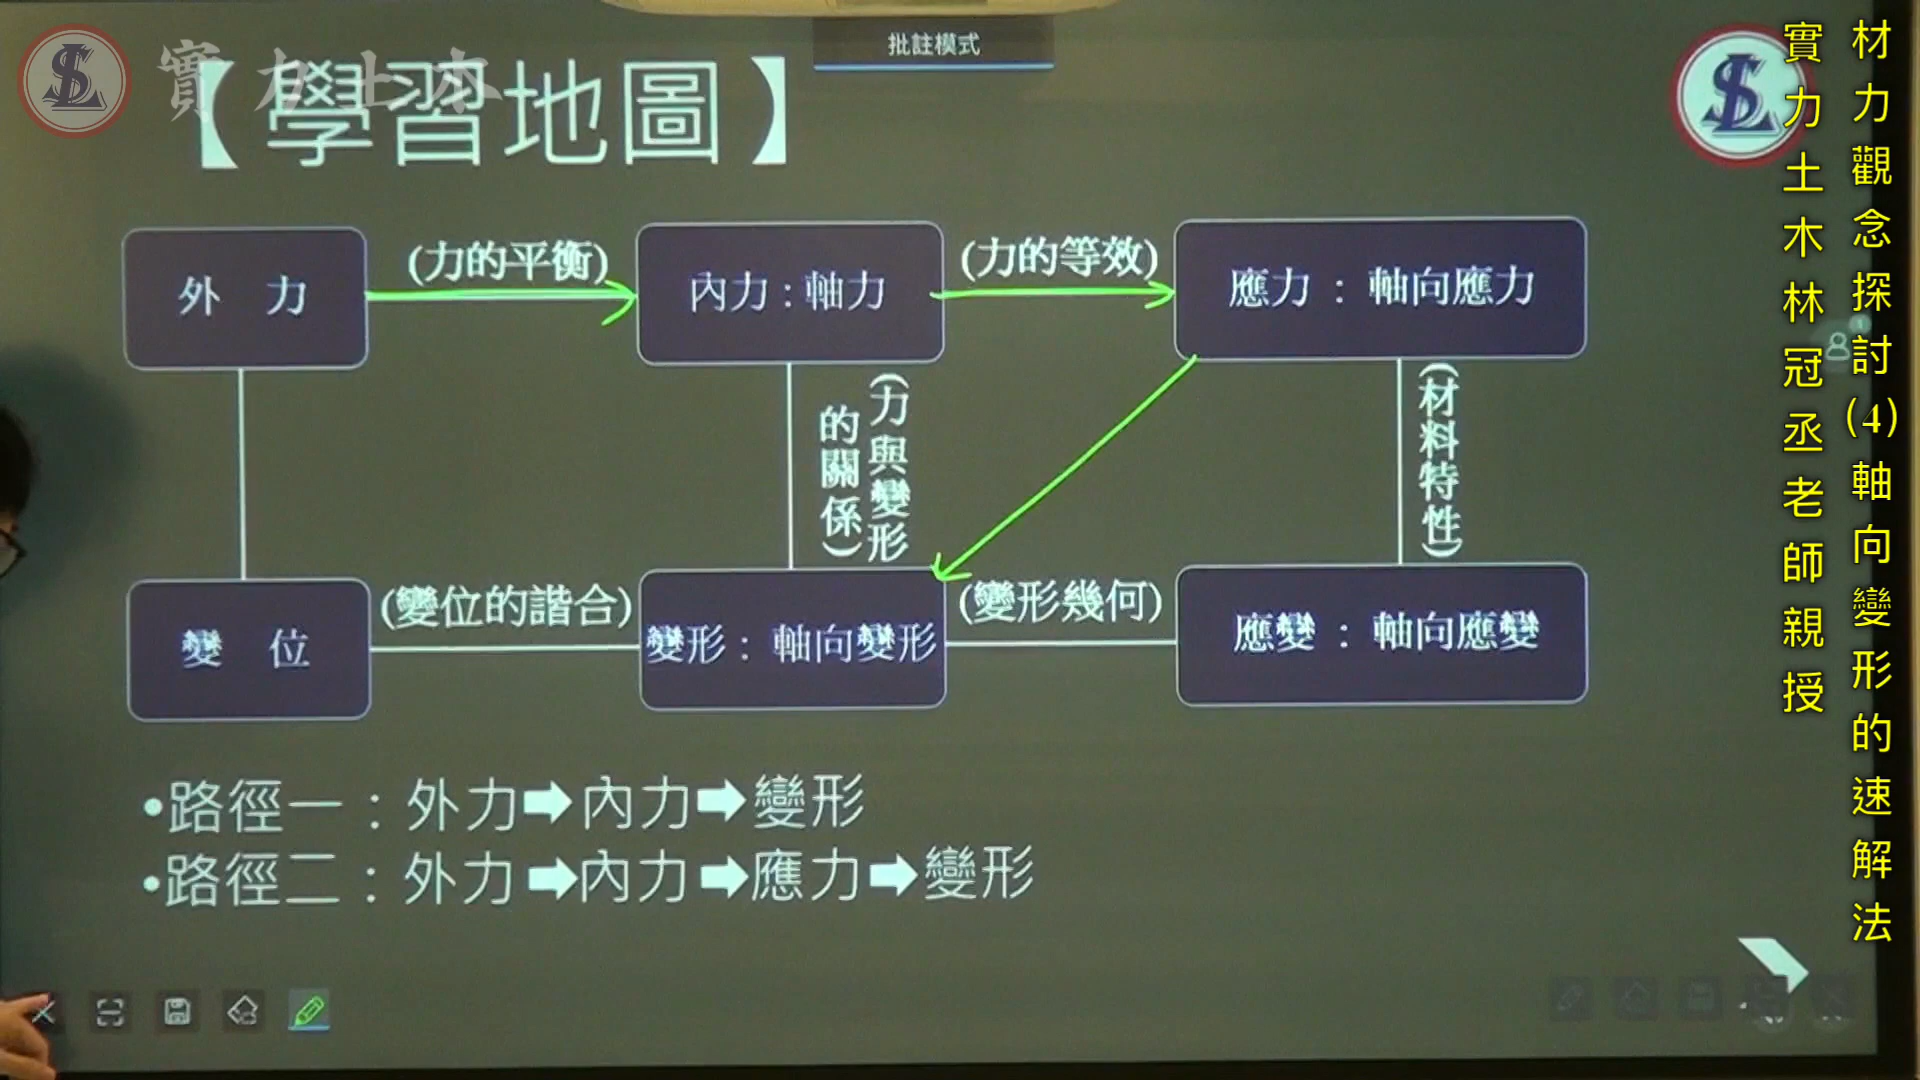 批註模式
實力土木
【學習地圖】
外 力
(力的平衡)
內力:軸力
(力的等效)
應力 : 軸向應力
(力與變形
的關係)
(材料特性)
變 位
(變位的諧合)
變形: 軸向變形
(變形幾何)
應變 : 軸向應變
•路徑一:外力➡內力➡變形
•路徑二:外力➡內力➡應力➡變形
材力觀念探討(4)軸向變形的速解法
實力土木林冠丞老師親授